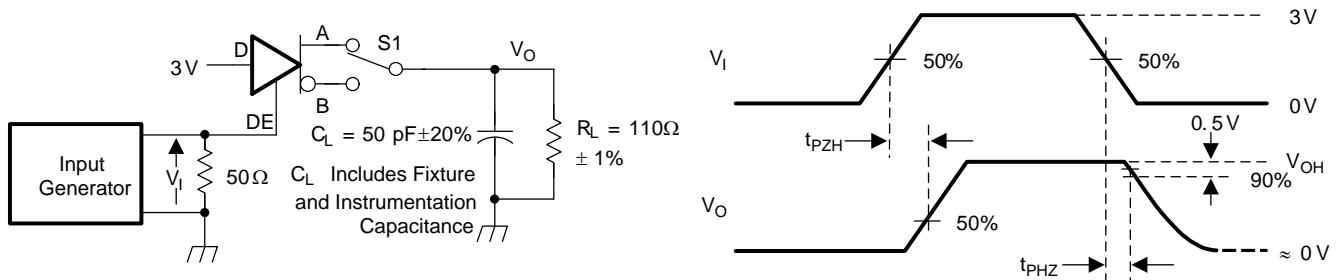 A
S1
D
3 V
B
DE
V_O
Input
Generator
V_I
50 Ω
C_L = 50 pF±20%
C_L Includes Fixture
and Instrumentation
Capacitance
R_L = 110Ω
± 1%
V_I
50%
50%
3 V
0 V
t_PZH
0.5 V
V_OH
90%
V_O
50%
t_PHZ
≈ 0 V